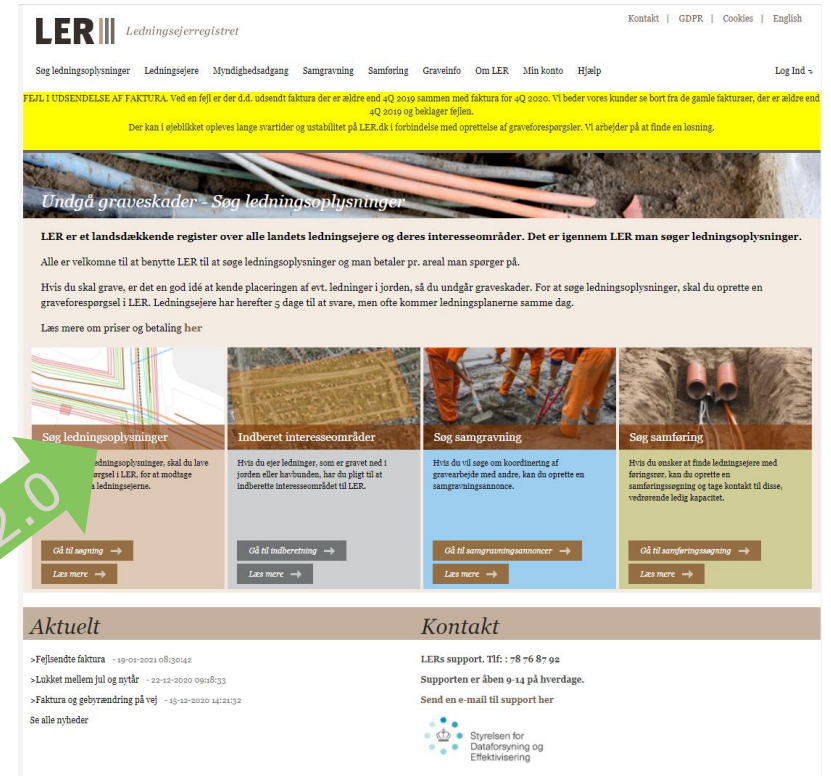 Kontakt | GDPR | Cookies | English
LER
Ledningsejerregistret
Søg ledningsoplysninger Ledningsejere Myndighedsadgang Samgravning Samføring Graveinfo Om LER Min konto Hjælp Log Ind
FEJL I UDSENDELSE AF FAKTURA. Ved en fejl er der d.d. udsendt faktura der er ældre end 4Q 2019 sammen med faktura for 4Q 2020. Vi beder vores kunder se bort fra de gamle fakturaer, der er ældre end
4Q 2019 og beklager fejlen.
Der kan i øjeblikket opleves lange svartider og ustabilitet på LER.dk i forbindelse med oprettelse af graveforespørgsler. Vi arbejder på at finde en løsning.
Undgå graveskader - Søg ledningsoplysninger
LER er et landsdækkende register over alle landets ledningsejere og deres interesseområder. Det er igennem LER man søger ledningsoplysninger.
Alle er velkomne til at benytte LER til at søge ledningsoplysninger og man betaler pr. areal man spørger på.
Hvis du skal grave, er det en god idé at kende placeringen af evt. ledninger i jorden, så du undgår graveskader. For at søge ledningsoplysninger, skal du oprette en
graveforespørgsel i LER. Ledningsejere har herefter 5 dage til at svare, men ofte kommer ledningsplanerne samme dag.
Læs mere om priser og betaling her
Søg ledningsoplysninger
ledningsoplysninger, skal du lave
i LER, for at modtage
ledningsejerne.
2.0
Gå til søgning →
Læs mere →
Indberet interesseområder
Hvis du ejer ledninger, som er gravet ned i
jorden eller havbunden, har du pligt til at
indberette interesseområdet til LER.
Gå til indberetning →
Læs mere →
Søg samgravning
Hvis du vil søge om koordinering af
gravearbejde med andre, kan du oprette en
samgravningsannonce.
Gå til samgravningsannoncer →
Læs mere →
Søg samføring
Hvis du ønsker at finde ledningsejere med
føringsrør, kan du oprette en
samføringssøgning og tage kontakt til disse,
vedrørende ledig kapacitet.
Gå til samføringssøgning →
Læs mere →
Aktuelt
>Fejlsendte faktura - 19-01-2021 08:30:42
>Lukket mellem jul og nytår - 22-12-2020 09:18:33
>Faktura og gebyrændring på vej - 15-12-2020 14:21:32
Se alle nyheder
Kontakt
LERs support. Tlf: : 78 76 87 92
Supporten er åben 9-14 på hverdage.
Send en e-mail til support her
Styrelsen for
Dataforsyning og
Effektivisering